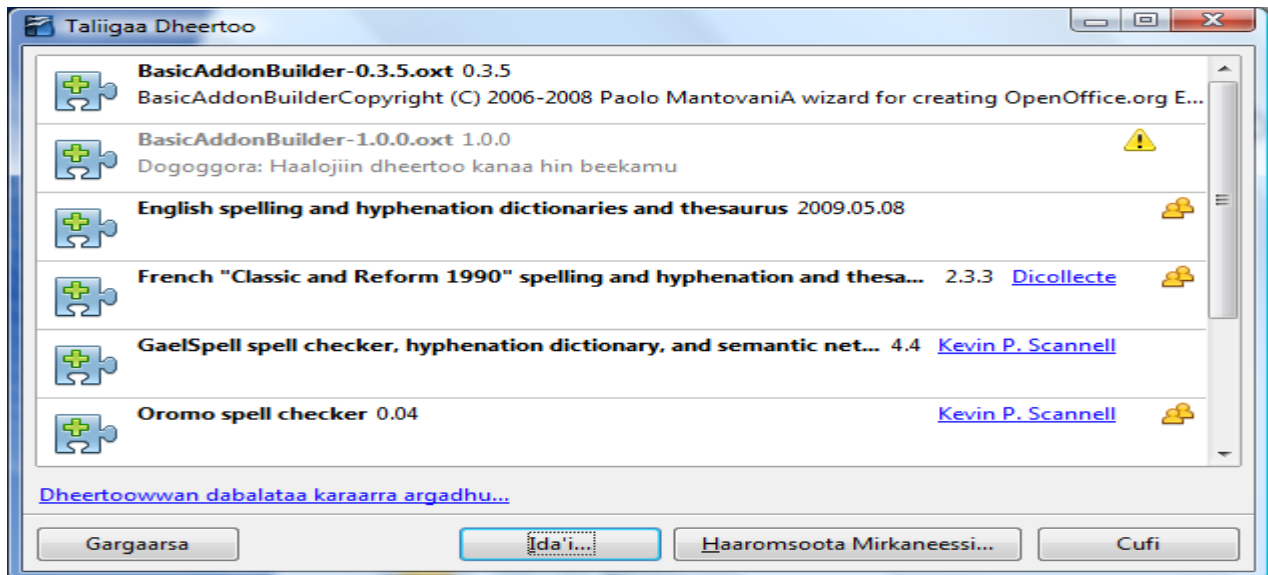 Taliigaa Dheertoo
BasicAddonBuilder-0.3.5.oxt 0.3.5
BasicAddonBuilderCopyright (C) 2006-2008 Paolo MantovaniA wizard for creating OpenOffice.org E...
BasicAddonBuilder-1.0.0.oxt 1.0.0
Dogoggora: Haalojiin dheertoo kanaa hin beekamu
English spelling and hyphenation dictionaries and thesaurus 2009.05.08
French "Classic and Reform 1990" spelling and hyphenation and thesa... 2.3.3 Dicollecte
GaelSpell spell checker, hyphenation dictionary, and semantic net... 4.4 Kevin P. Scannell
Oromo spell checker 0.04 Kevin P. Scannell
Dheertoowwan dabalataa karaarra argadhu...
Gargaarsa Ida'i... Haaromsoota Mirkaneessi... Cufi